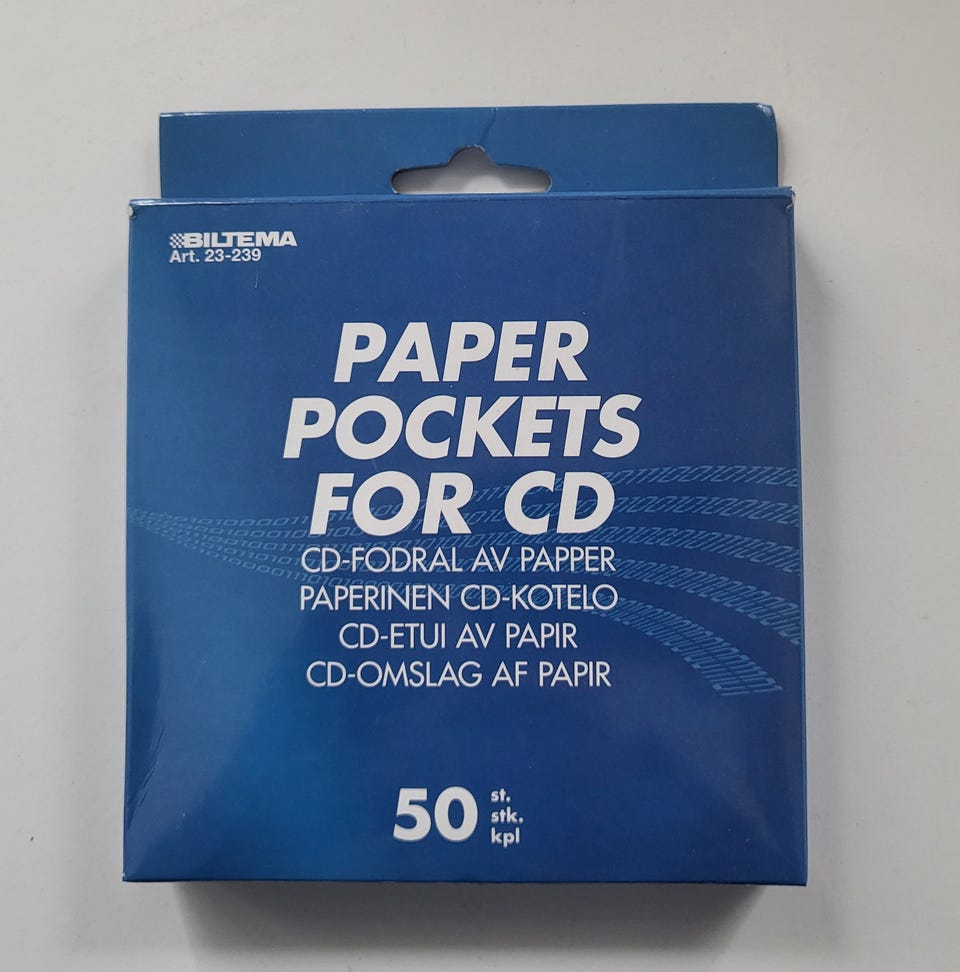 BILTEMA
Art. 23-239
PAPER
POCKETS
FOR CD
CD-FODRAL AV PAPPER
PAPERINEN CD-KOTELO
CD-ETUI AV PAPIR
CD-OMSLAG AF PAPIR
50 st.
stk.
kpl